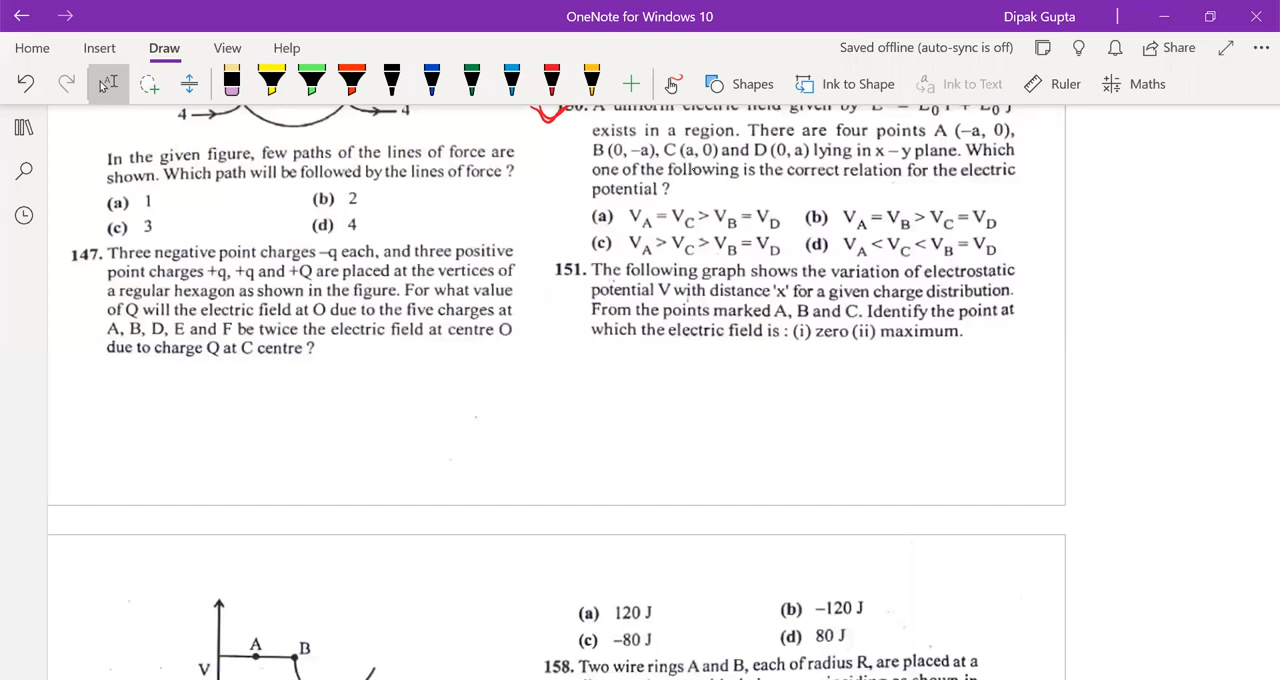 OneNote for Windows 10
Dipak Gupta
Home Insert Draw View Help
Saved offline (auto-sync is off)
Share
Shapes
Ink to Shape
Ink to Text
Ruler
Maths
4
4
In the given figure, few paths of the lines of force are
shown. Which path will be followed by the lines of force ?
(a) 1 (b) 2
(c) 3 (d) 4
147. Three negative point charges –q each, and three positive
point charges +q, +q and +Q are placed at the vertices of
a regular hexagon as shown in the figure. For what value
of Q will the electric field at O due to the five charges at
A, B, D, E and F be twice the electric field at centre O
due to charge Q at C centre ?
A uniform electric field given by
exists in a region. There are four points A (–a, 0),
B (0, –a), C (a, 0) and D (0, a) lying in x – y plane. Which
one of the following is the correct relation for the electric
potential ?
(a) V_A = V_C > V_B = V_D (b) V_A = V_B > V_C = V_D
(c) V_A > V_C > V_B = V_D (d) V_A < V_C < V_B = V_D
151. The following graph shows the variation of electrostatic
potential V with distance 'x' for a given charge distribution.
From the points marked A, B and C. Identify the point at
which the electric field is : (i) zero (ii) maximum.
A
B
V
(a) 120 J (b) –120 J
(c) –80 J (d) 80 J
158. Two wire rings A and B, each of radius R, are placed at a